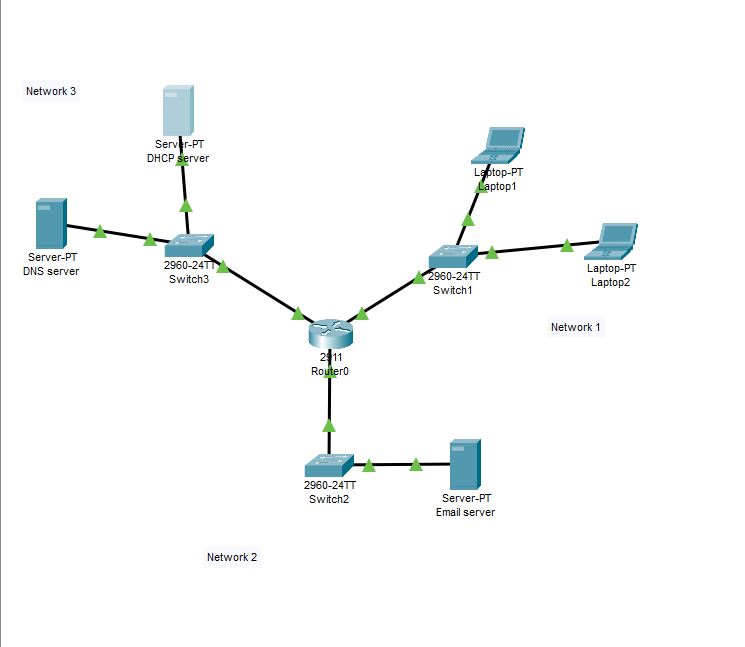 Network 3
Server-PT
DHCP server
Server-PT
DNS server
2960-24TT
Switch3
Laptop-PT
Laptop1
2960-24TT
Switch1
Laptop-PT
Laptop2
Network 1
2911
Router0
2960-24TT
Switch2
Server-PT
Email server
Network 2